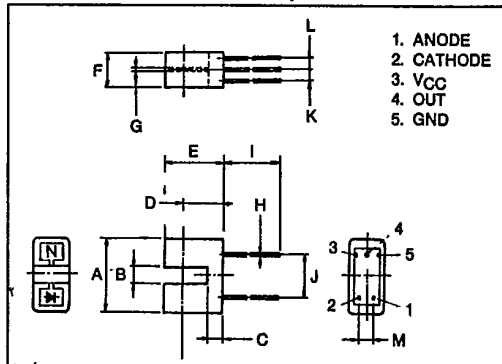 L
1. ANODE
2. CATHODE
3. VCC
4. OUT
5. GND
F
G
K
E
I
D
H
4
N
A
B
J
3
5
2
1
C
M